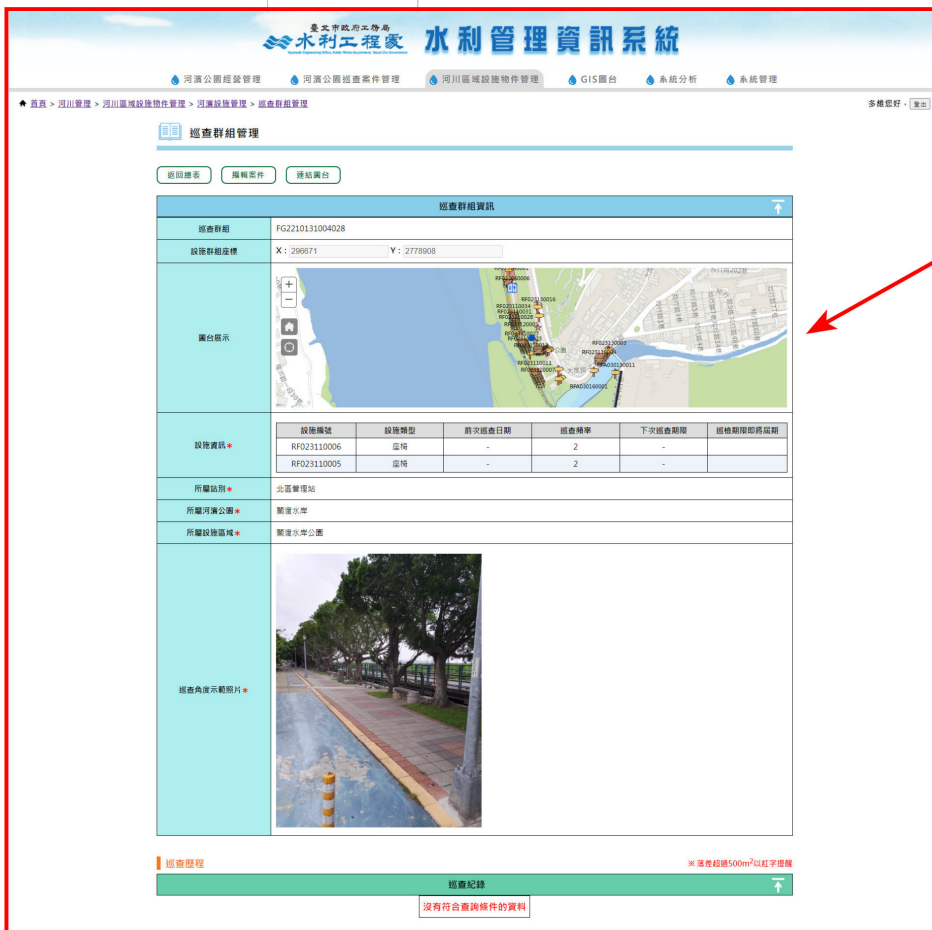 臺北市政府工務局
水利工程處 水利管理資訊系統
河濱公園經營管理 河濱公園巡查案件管理 河川區域設施物件管理 GIS圖台 系統分析 系統管理
首頁 > 河川管理 > 河川區域設施物件管理 > 河濱設施管理 > 巡查群組管理
多維您好，登出
巡查群組管理
返回總表 編輯案件 連結圖台
巡查群組資訊
巡查群組 FG2210131004028
設施群組座標 X： 296671 Y： 2778908
圖台展示
RF023130016
RF023110034
RF023110011
RPA030160001
設施資訊＊
設施編號 設施類型 前次巡查日期 巡查頻率 下次巡查期限 巡檢期限即將屆期
RF023110006 座椅 - 2 -
RF023110005 座椅 - 2 -
所屬站別＊ 北區管理站
所屬河濱公園＊ 關渡水岸
所屬設施區域＊ 關渡水岸公園
巡查角度示範照片＊
巡查歷程
※ 落差超過500m²以紅字提醒
巡查紀錄
沒有符合查詢條件的資料